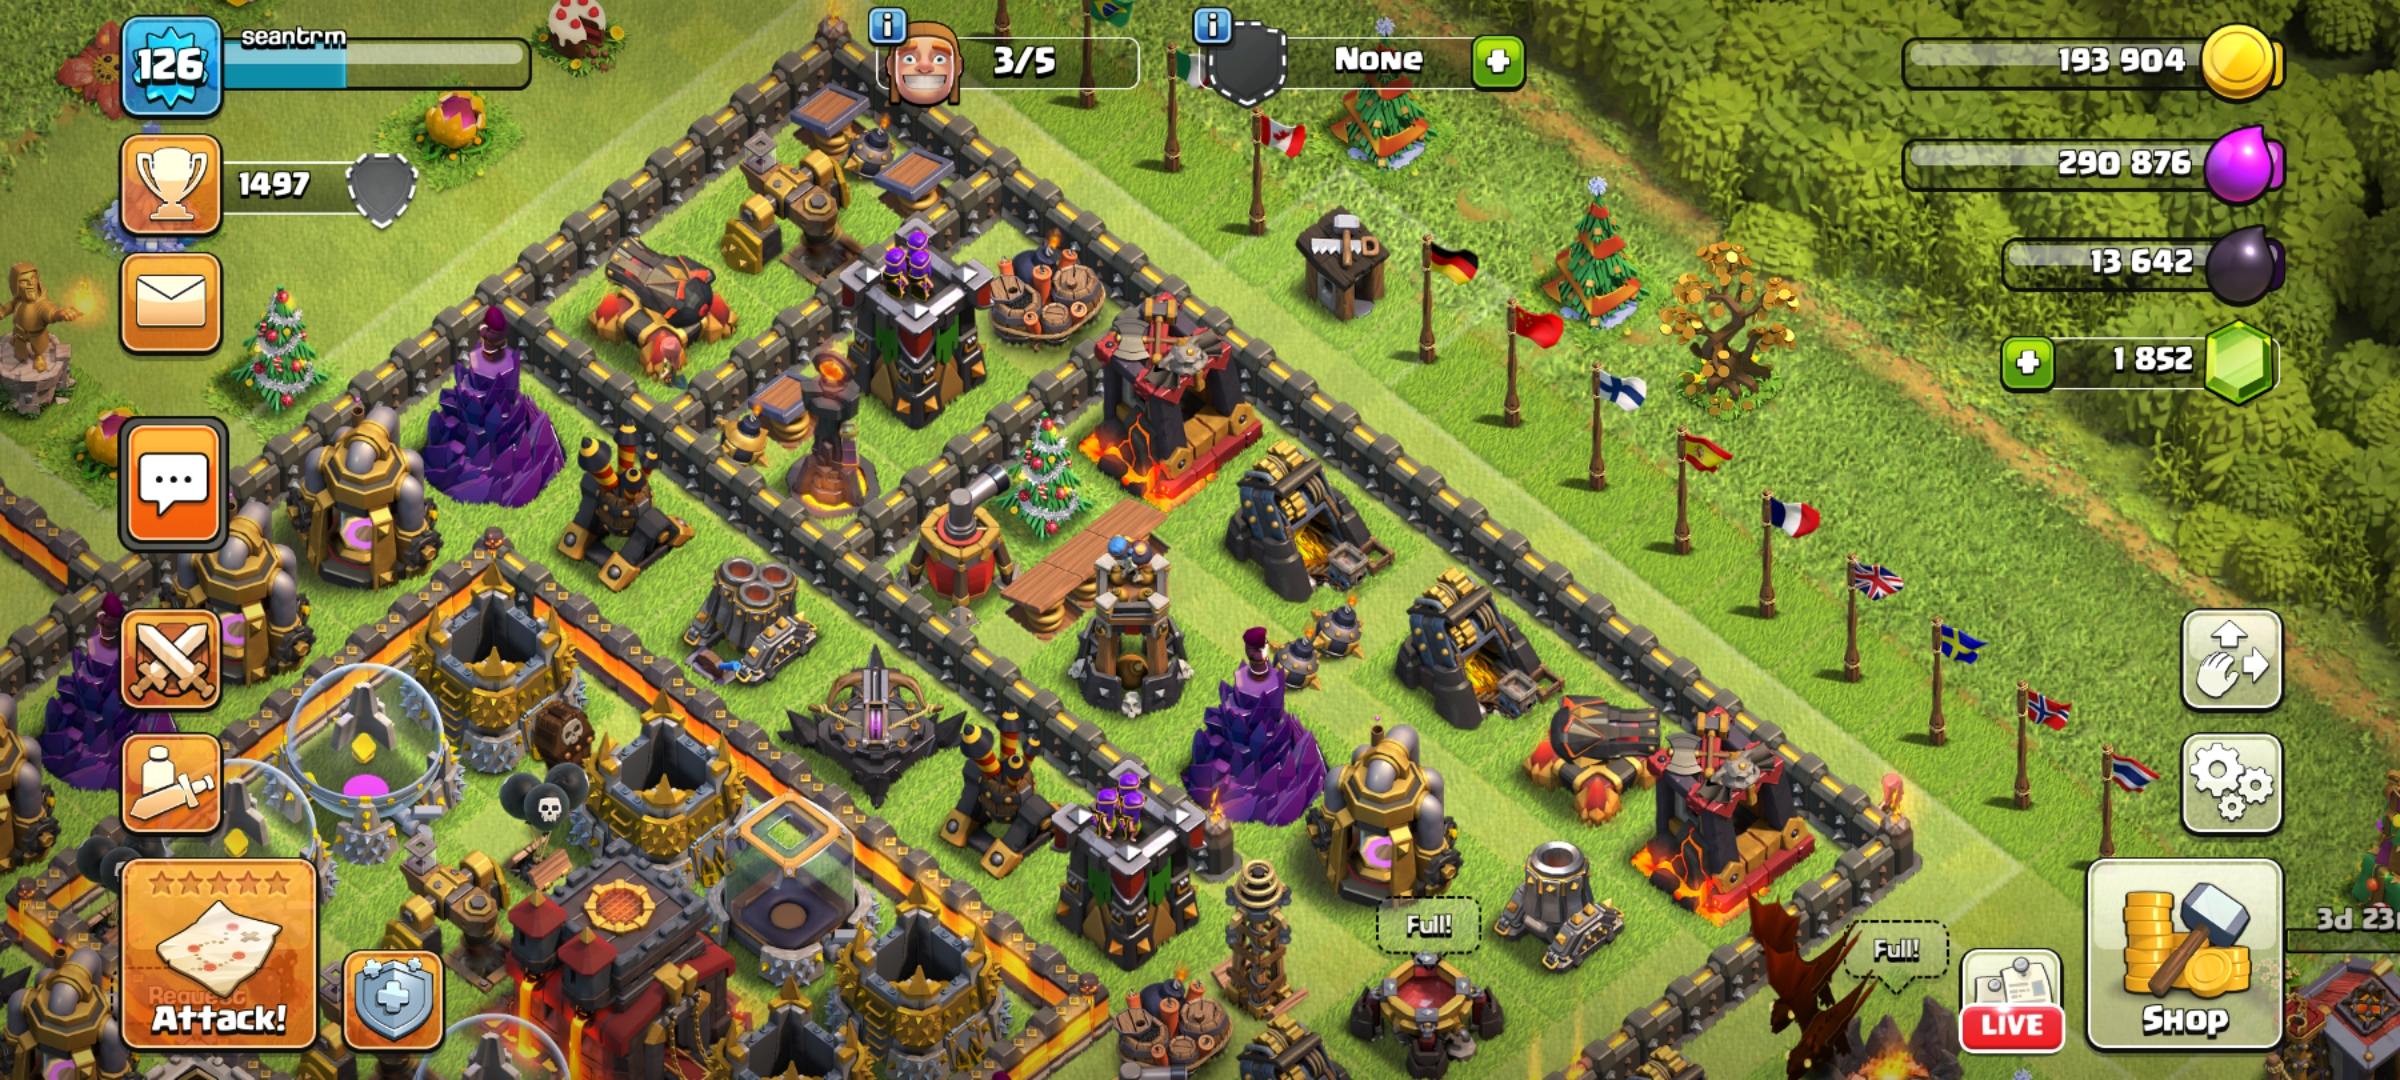 126
seantrm
3/5
None
193 904
1497
290 876
13 642
1 852
Full!
Full!
3d 23
Request
Attack!
LIVE
Shop